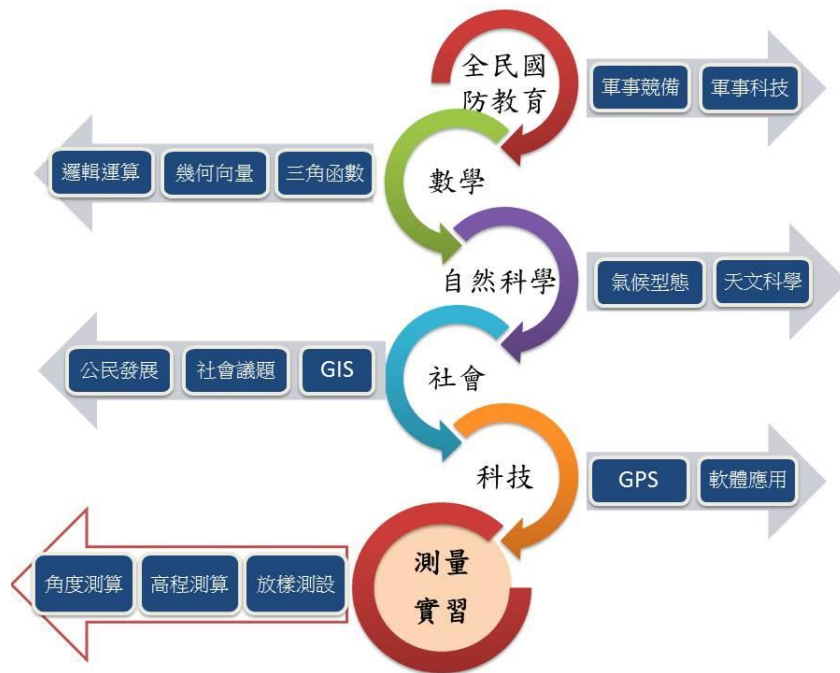 全民國
防教育
軍事競備
軍事科技
邏輯運算
幾何向量
三角函數
數學
自然科學
氣候型態
天文科學
公民發展
社會議題
GIS
社會
科技
GPS
軟體應用
角度測算
高程測算
放樣測設
測量
實習